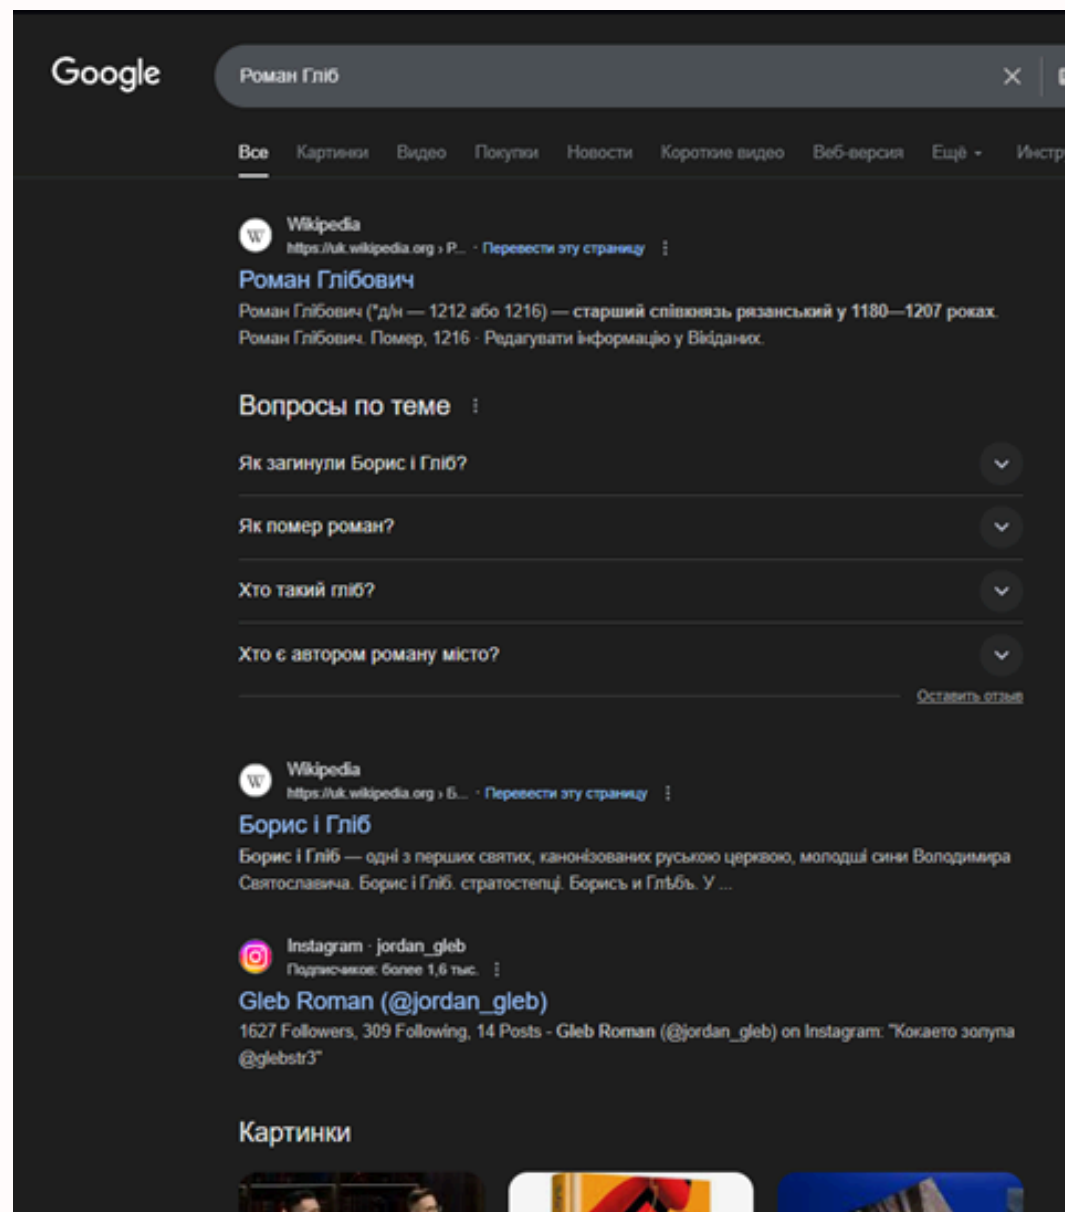 Google
Роман Гліб
Все Картинки Видео Покупки Новости Короткие видео Веб-версия Ещё Инстр
Wikipedia
https://uk.wikipedia.org › Р... · Перевести эту страницу
Роман Глібович
Роман Глібович (*д/н — 1212 або 1216) — старший співкнязь рязанський у 1180—1207 роках.
Роман Глібович. Помер, 1216 · Редагувати інформацію у Вікіданих.
Вопросы по теме
Як загинули Борис і Гліб?
Як помер роман?
Хто такий гліб?
Хто є автором роману місто?
Оставить отзыв
Wikipedia
https://uk.wikipedia.org › Б... · Перевести эту страницу
Борис і Гліб
Борис і Гліб — одні з перших святих, канонізованих руською церквою, молодші сини Володимира
Святославича. Борис і Гліб. стратостепці. Борисъ и Глѣбъ. У ...
Instagram · jordan_gleb
Подписчиков: более 1,6 тыс.
Gleb Roman (@jordan_gleb)
1627 Followers, 309 Following, 14 Posts - Gleb Roman (@jordan_gleb) on Instagram: "Кокаето золупа
@glebstr3"
Картинки